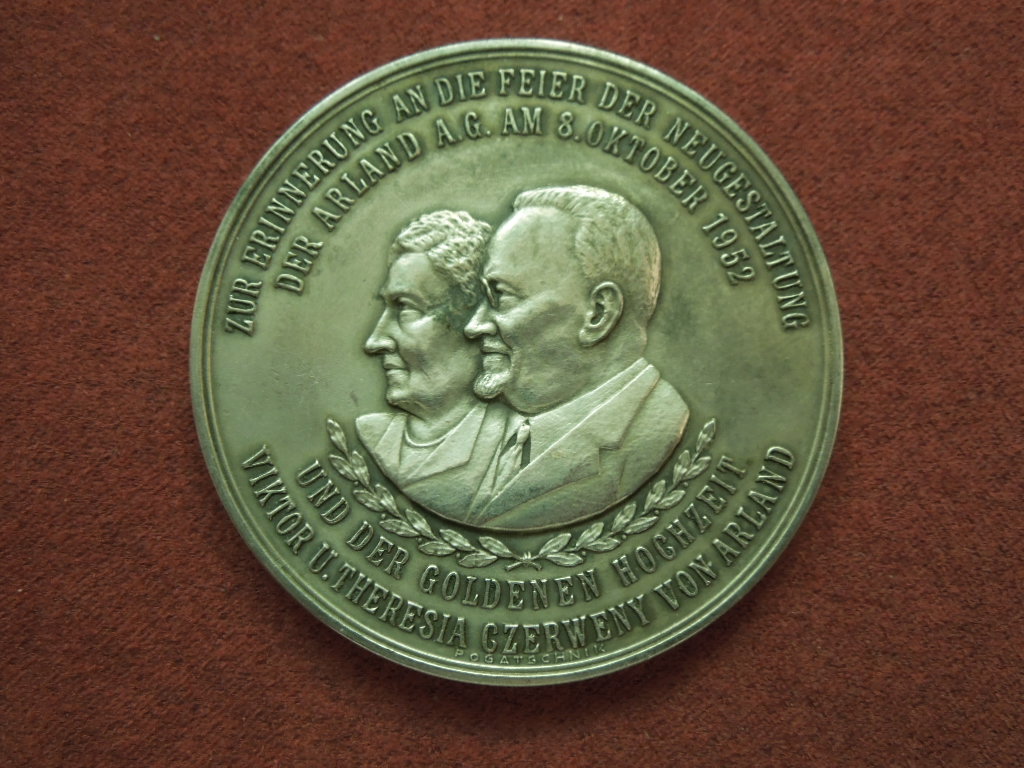 ZUR ERINNERUNG AN DIE FEIER DER NEUGESTALTUNG
DER ARLAND A.G. AM 8. OKTOBER 1952
UND DER GOLDENEN HOCHZEIT
VIKTOR U. THERESIA CZERWENY VON ARLAND
POGATSCHNIK